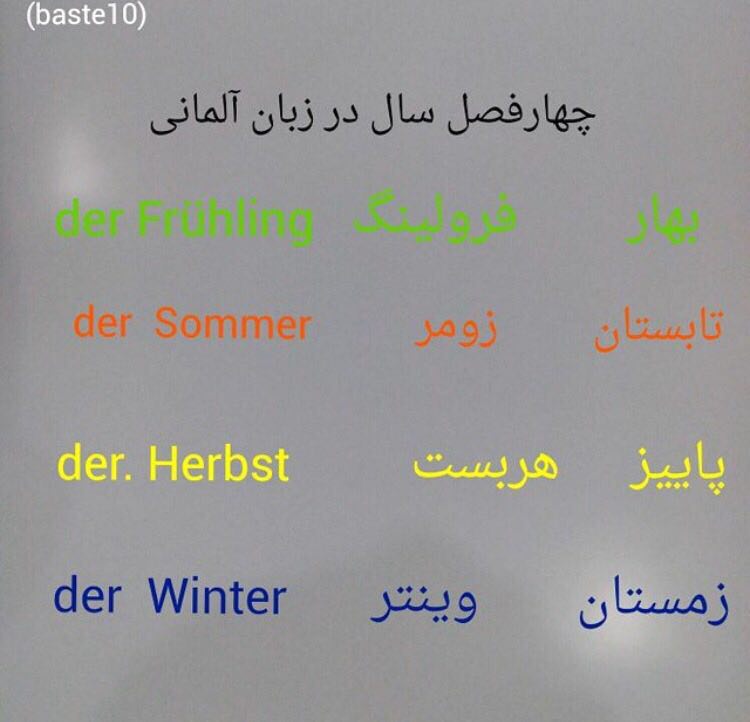 (baste10)
چهارفصل سال در زبان آلمانی
بهار فرولینگ der Frühling
تابستان زومر der Sommer
پاییز هربست der. Herbst
زمستان وینتر der Winter